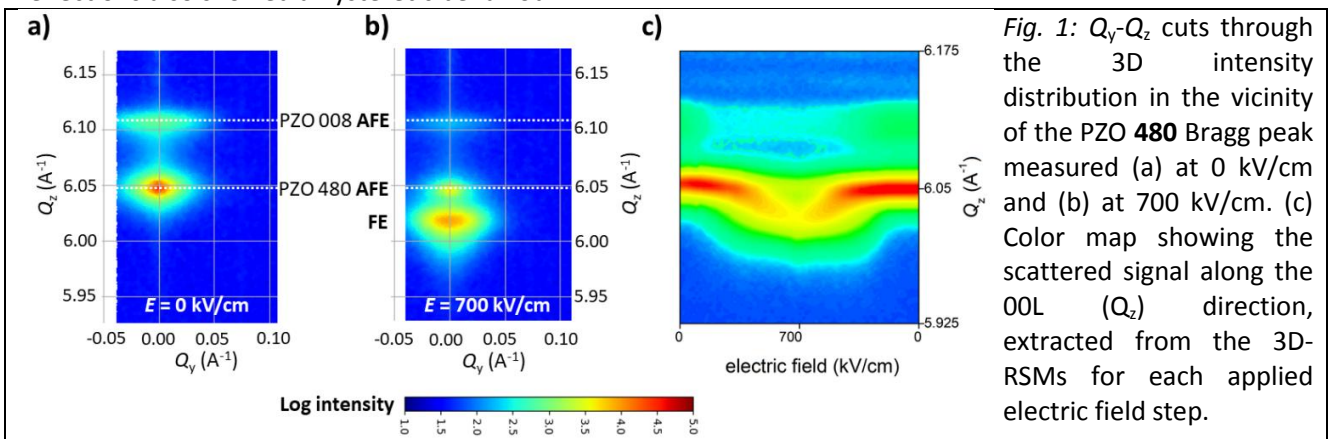 a)
b)
c)
6.15
6.10
6.05
6.00
5.95
Qz (A⁻¹)
-0.05 0.00 0.05 0.10
Qy (A⁻¹)
E = 0 kV/cm
PZO 008 AFE
PZO 480 AFE
FE
6.15
6.10
6.05
6.00
5.95
Qz (A⁻¹)
0.00 0.05 0.10
Qy (A⁻¹)
E = 700 kV/cm
6.175
6.05
5.925
Qz (A⁻¹)
0 700 0
electric field (kV/cm)
Log intensity
1.0 1.5 2.0 2.5 3.0 3.5 4.0 4.5 5.0
Fig. 1: Qy-Qz cuts through
the 3D intensity
distribution in the vicinity
of the PZO 480 Bragg peak
measured (a) at 0 kV/cm
and (b) at 700 kV/cm. (c)
Color map showing the
scattered signal along the
00L (Qz) direction,
extracted from the 3D-
RSMs for each applied
electric field step.